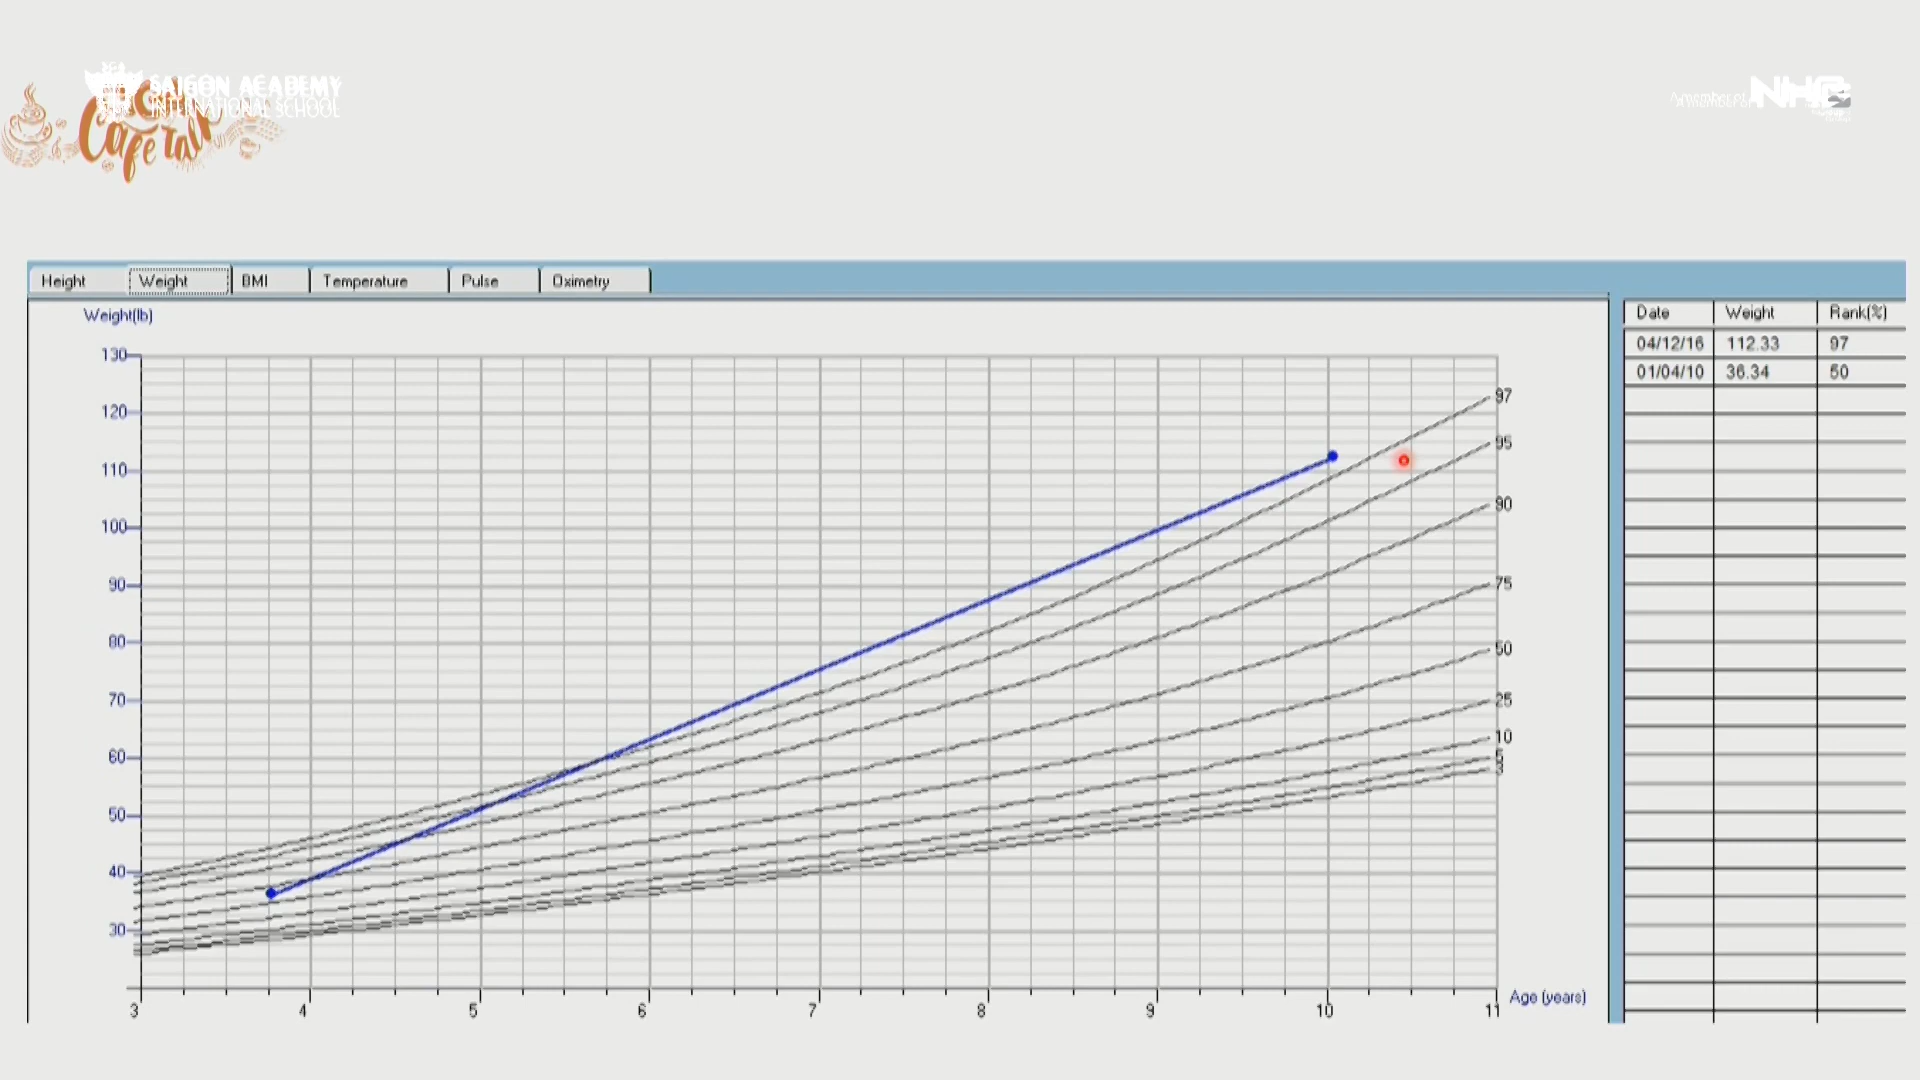 SAIGON ACADEMY
INTERNATIONAL SCHOOL
Cafe Talk
NHG
Height Weight BMI Temperature Pulse Oximetry
Weight(lb)
130
120
110
100
90
80
70
60
50
40
30
3 4 5 6 7 8 9 10 11 Age (years)
97
95
90
75
50
25
10
5
3
Date Weight Rank(%)
04/12/16 112.33 97
01/04/10 36.34 50